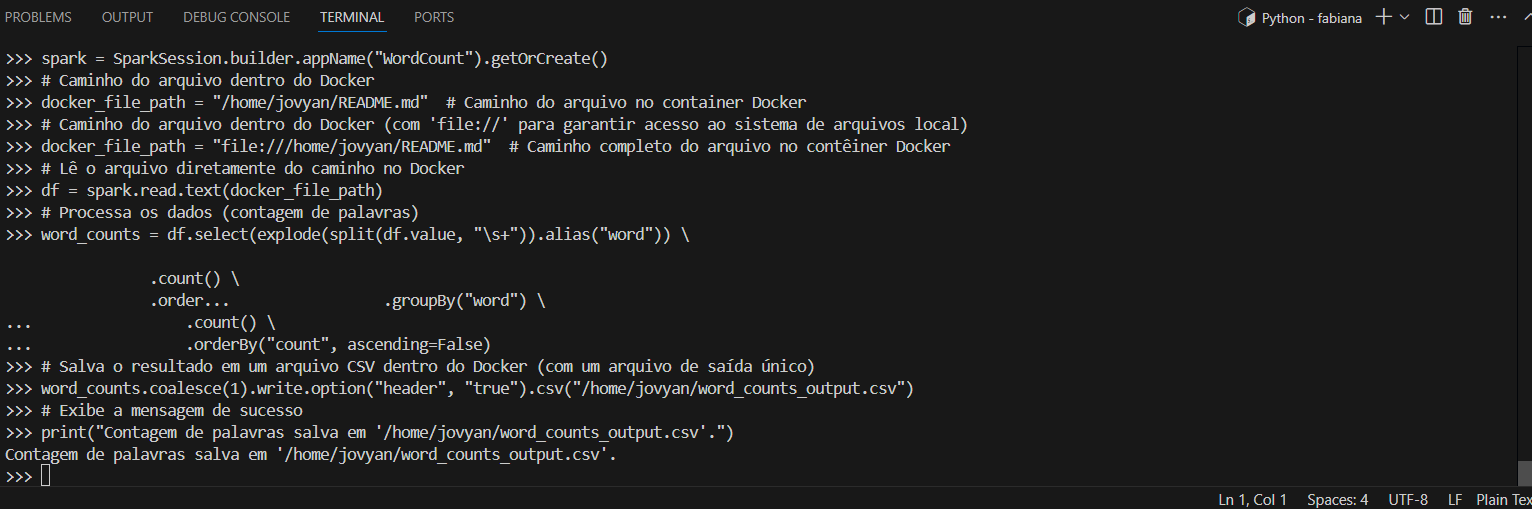 PROBLEMS OUTPUT DEBUG CONSOLE TERMINAL PORTS Python - fabiana
>>> spark = SparkSession.builder.appName("WordCount").getOrCreate()
>>> # Caminho do arquivo dentro do Docker
>>> docker_file_path = "/home/jovyan/README.md"  # Caminho do arquivo no container Docker
>>> # Caminho do arquivo dentro do Docker (com 'file://' para garantir acesso ao sistema de arquivos local)
>>> docker_file_path = "file:///home/jovyan/README.md"  # Caminho completo do arquivo no contêiner Docker
>>> # Lê o arquivo diretamente do caminho no Docker
>>> df = spark.read.text(docker_file_path)
>>> # Processa os dados (contagem de palavras)
>>> word_counts = df.select(explode(split(df.value, "\s+")).alias("word")) \
                .count() \
                .order...                 .groupBy("word") \
...                 .count() \
...                 .orderBy("count", ascending=False)
>>> # Salva o resultado em um arquivo CSV dentro do Docker (com um arquivo de saída único)
>>> word_counts.coalesce(1).write.option("header", "true").csv("/home/jovyan/word_counts_output.csv")
>>> # Exibe a mensagem de sucesso
>>> print("Contagem de palavras salva em '/home/jovyan/word_counts_output.csv'.")
Contagem de palavras salva em '/home/jovyan/word_counts_output.csv'.
>>>
Ln 1, Col 1 Spaces: 4 UTF-8 LF Plain Tex